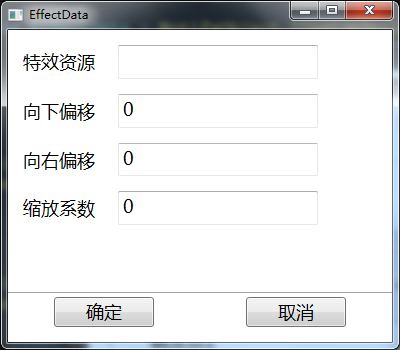 EffectData
特效资源
向下偏移 0
向右偏移 0
缩放系数 0
确定 取消